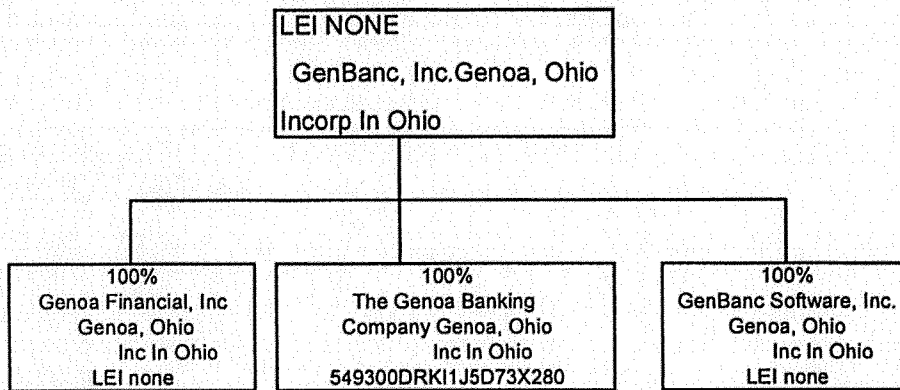 LEI NONE
GenBanc, Inc.Genoa, Ohio
Incorp In Ohio
100%
Genoa Financial, Inc
Genoa, Ohio
Inc In Ohio
LEI none
100%
The Genoa Banking
Company Genoa, Ohio
Inc In Ohio
549300DRKI1J5D73X280
100%
GenBanc Software, Inc.
Genoa, Ohio
Inc In Ohio
LEI none